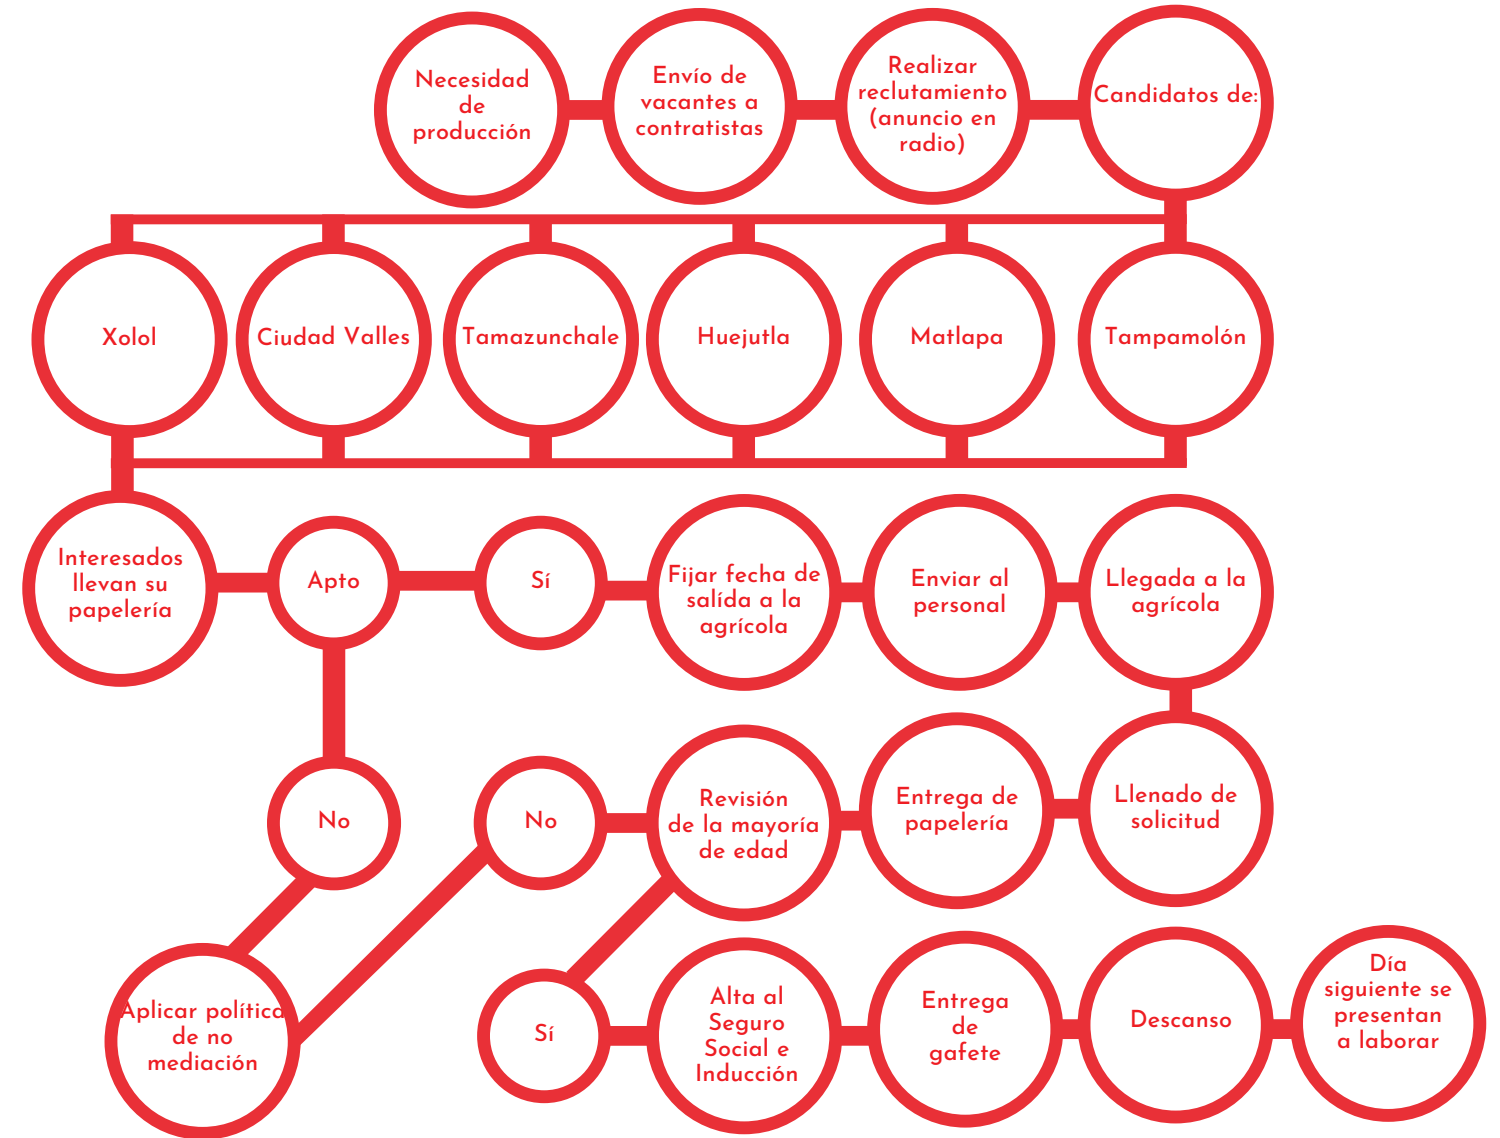 Necesidad
de
producción
Envío de
vacantes a
contratistas
Realizar
reclutamiento
(anuncio en
radio)
Candidatos de:
Xolol
Ciudad Valles
Tamazunchale
Huejutla
Matlapa
Tampamolón
Interesados
llevan su
papelería
Apto
Sí
Fijar fecha de
salída a la
agrícola
Enviar al
personal
Llegada a la
agrícola
No
No
Revisión
de la mayoría
de edad
Entrega de
papelería
Llenado de
solicitud
Aplicar política
de no
mediación
Sí
Alta al
Seguro
Social e
Inducción
Entrega
de
gafete
Descanso
Día
siguiente se
presentan
a laborar